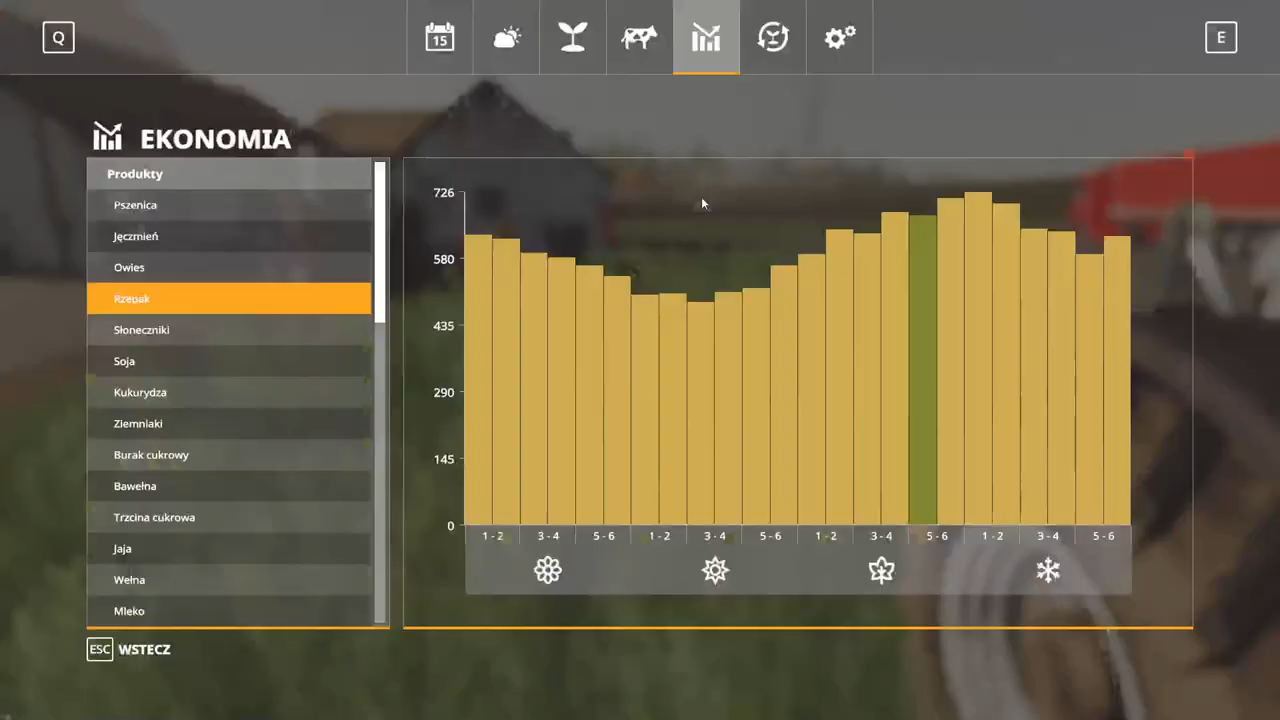 Q
15
E
EKONOMIA
Produkty
Pszenica
Jęczmień
Owies
Rzepak
Słoneczniki
Soja
Kukurydza
Ziemniaki
Burak cukrowy
Bawełna
Trzcina cukrowa
Jaja
Wełna
Mleko
726
580
435
290
145
0
1 - 2 3 - 4 5 - 6 1 - 2 3 - 4 5 - 6 1 - 2 3 - 4 5 - 6 1 - 2 3 - 4 5 - 6
ESC WSTECZ